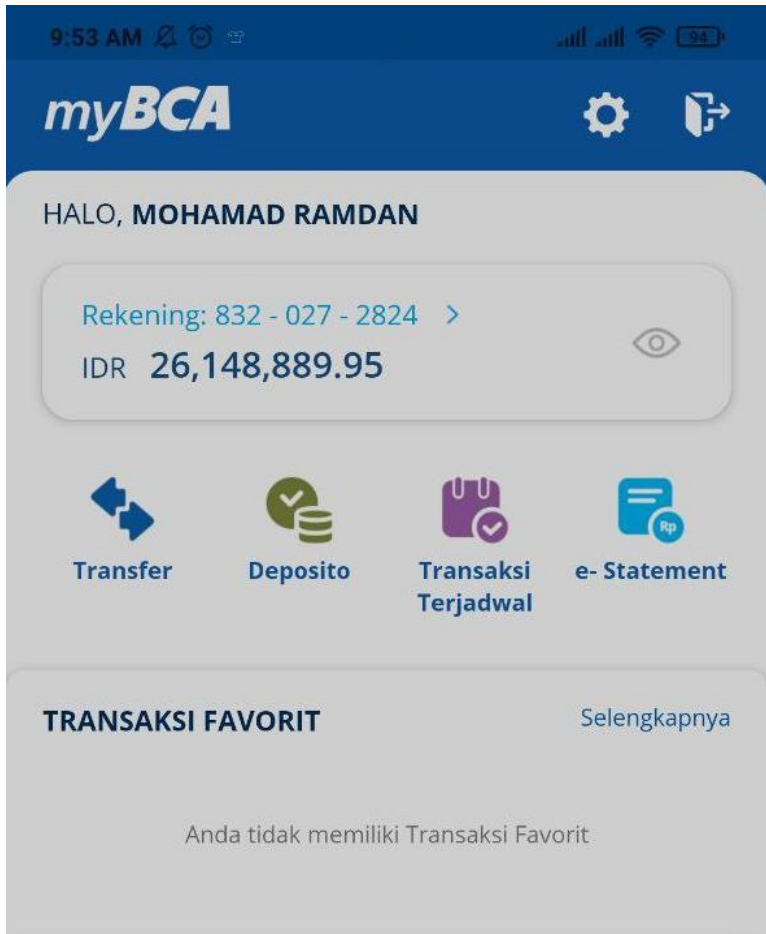 9:53 AM
94
myBCA
HALO, MOHAMAD RAMDAN
Rekening: 832 - 027 - 2824 >
IDR 26,148,889.95
Transfer
Deposito
Transaksi
Terjadwal
e- Statement
Rp
TRANSAKSI FAVORIT
Selengkapnya
Anda tidak memiliki Transaksi Favorit